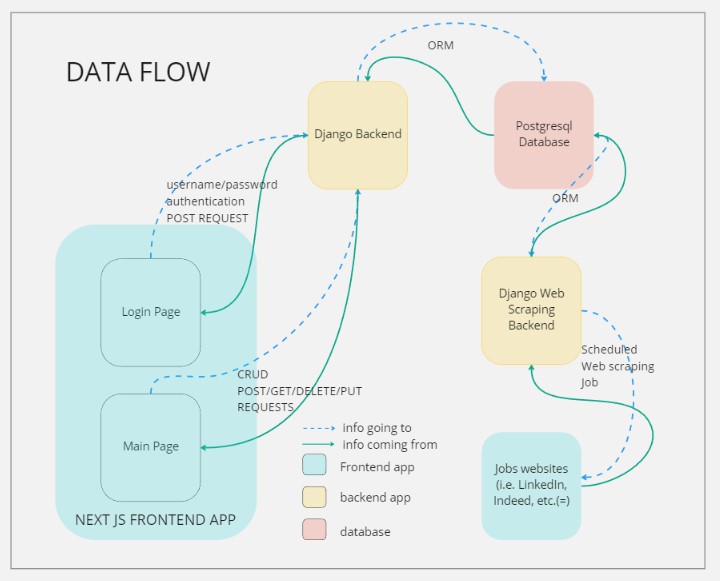 DATA FLOW
ORM
Django Backend
Postgresql
Database
username/password
authentication
POST REQUEST
ORM
Login Page
Django Web
Scraping
Backend
Scheduled
Web scraping
Job
CRUD
POST/GET/DELETE/PUT
REQUESTS
Main Page
info going to
info coming from
Frontend app
backend app
database
Jobs websites
(i.e. LinkedIn,
Indeed, etc.(=)
NEXT JS FRONTEND APP